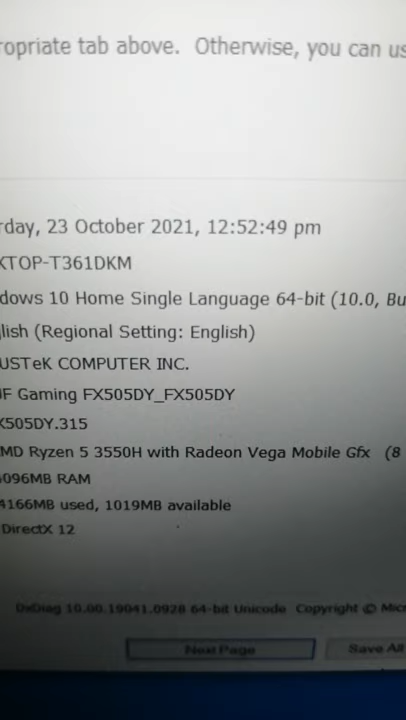 ropriate tab above. Otherwise, you can us
rday, 23 October 2021, 12:52:49 pm
KTOP-T361DKM
dows 10 Home Single Language 64-bit (10.0, Bu
lish (Regional Setting: English)
USTeK COMPUTER INC.
F Gaming FX505DY_FX505DY
X505DY.315
MD Ryzen 5 3550H with Radeon Vega Mobile Gfx (8
096MB RAM
4166MB used, 1019MB available
DirectX 12
DxDiag 10.00.19041.0928 64-bit Unicode Copyright © Micr
Next Page
Save All